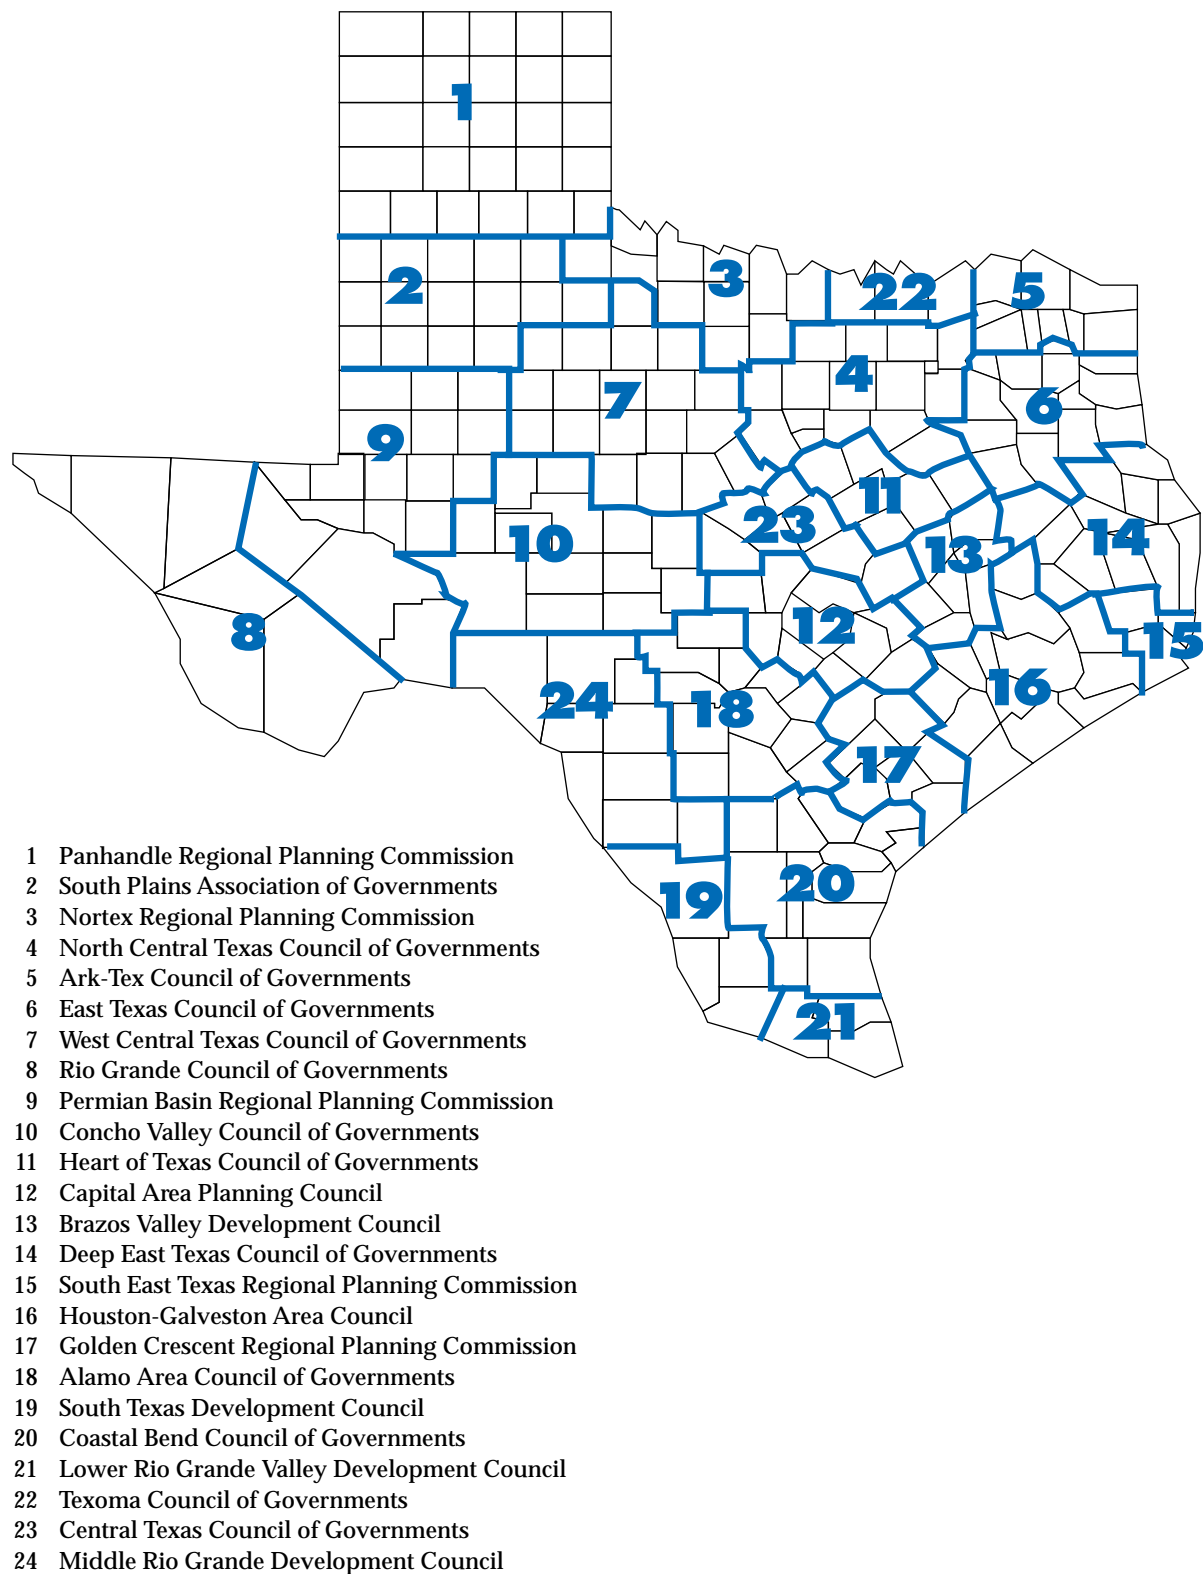 1
2
3
22
5
4
7
6
9
11
23
10
13
14
12
8
15
16
24
18
17
20
19
21
1 Panhandle Regional Planning Commission
2 South Plains Association of Governments
3 Nortex Regional Planning Commission
4 North Central Texas Council of Governments
5 Ark-Tex Council of Governments
6 East Texas Council of Governments
7 West Central Texas Council of Governments
8 Rio Grande Council of Governments
9 Permian Basin Regional Planning Commission
10 Concho Valley Council of Governments
11 Heart of Texas Council of Governments
12 Capital Area Planning Council
13 Brazos Valley Development Council
14 Deep East Texas Council of Governments
15 South East Texas Regional Planning Commission
16 Houston-Galveston Area Council
17 Golden Crescent Regional Planning Commission
18 Alamo Area Council of Governments
19 South Texas Development Council
20 Coastal Bend Council of Governments
21 Lower Rio Grande Valley Development Council
22 Texoma Council of Governments
23 Central Texas Council of Governments
24 Middle Rio Grande Development Council